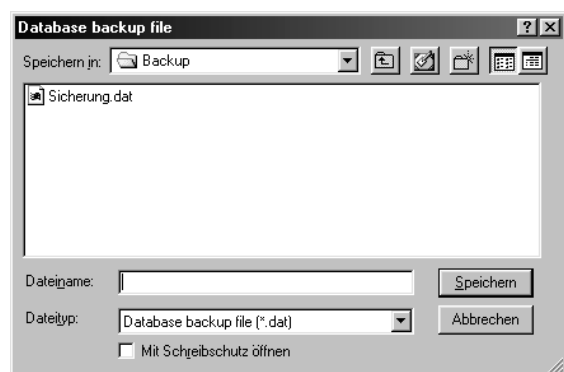 Database backup file
Speichern in: Backup
Sicherung.dat
Dateiname: Speichern
Dateityp: Database backup file (*.dat) Abbrechen
Mit Schreibschutz öffnen